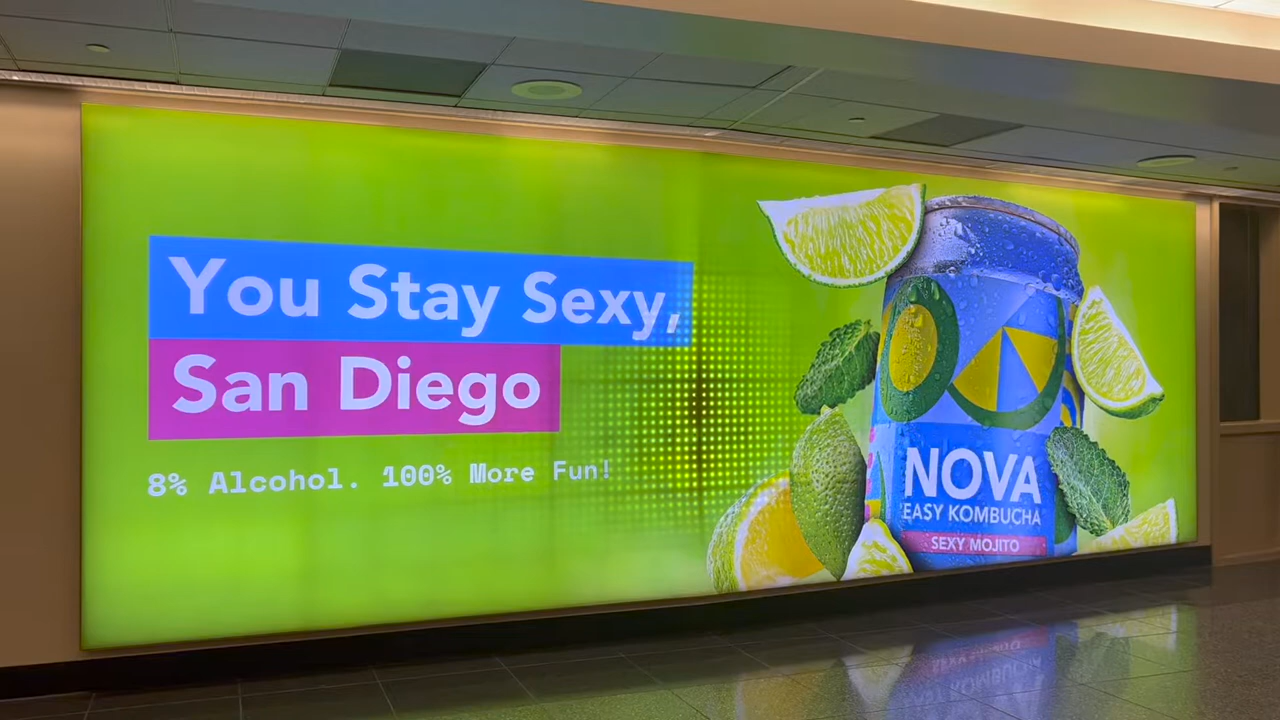 You Stay Sexy,
San Diego
8% Alcohol. 100% More Fun!
NOVA
EASY KOMBUCHA
SEXY MOJITO